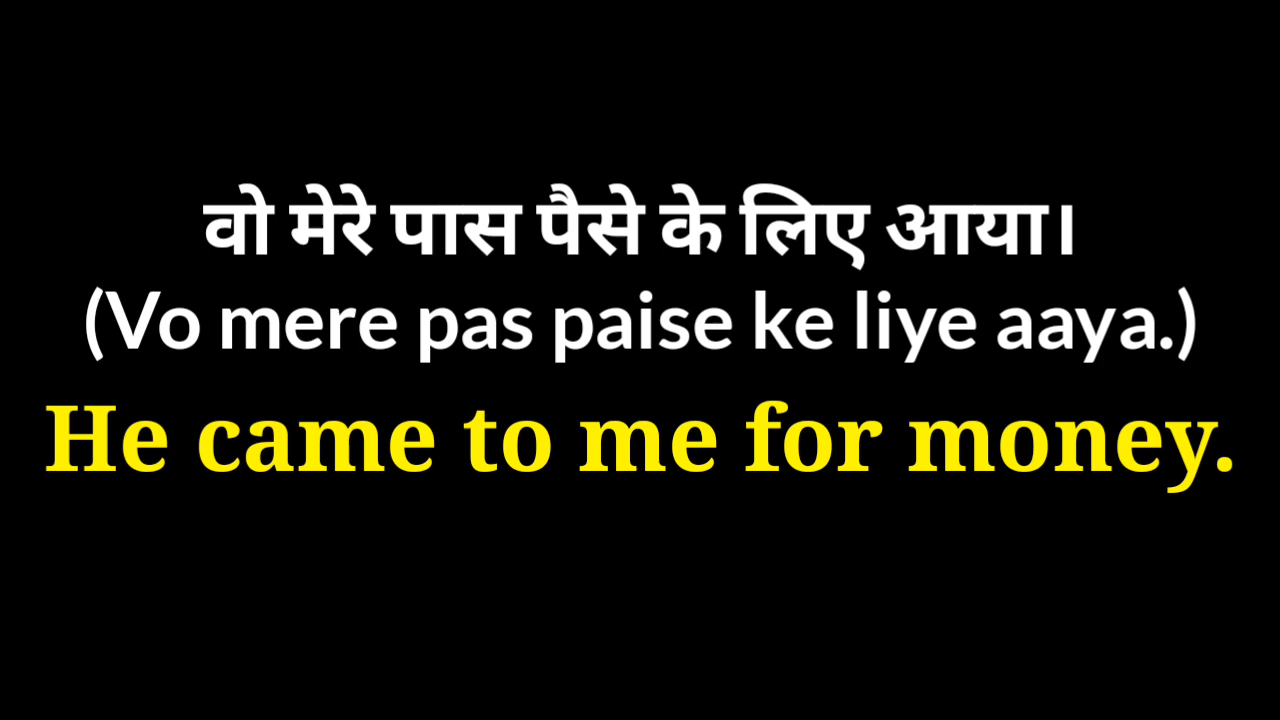 वो मेरे पास पैसे के लिए आया।
(Vo mere pas paise ke liye aaya.)
He came to me for money.